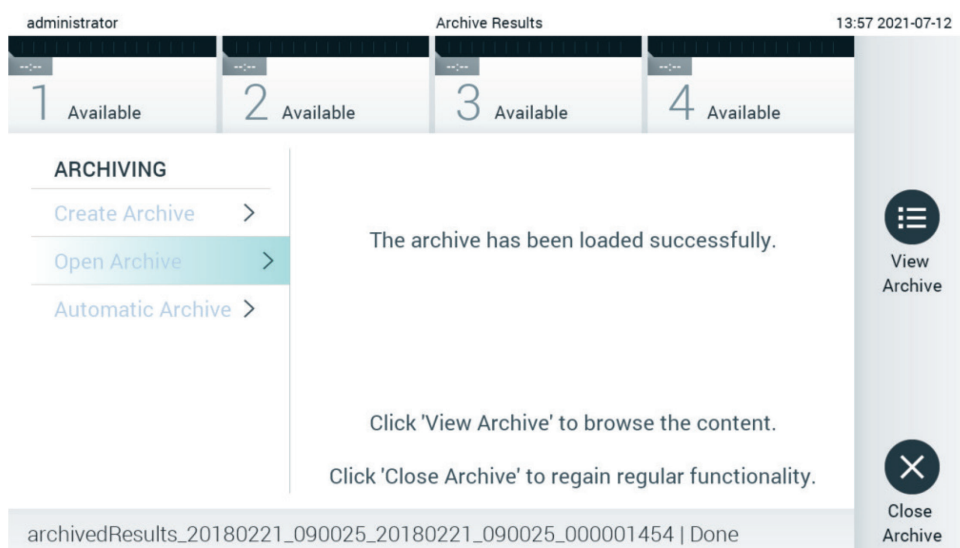 administrator Archive Results 13:57 2021-07-12
--:-- --:-- --:-- --:--
1 Available 2 Available 3 Available 4 Available
ARCHIVING
Create Archive
Open Archive
Automatic Archive
The archive has been loaded successfully.
Click 'View Archive' to browse the content.
Click 'Close Archive' to regain regular functionality.
View
Archive
Close
Archive
archivedResults_20180221_090025_20180221_090025_000001454 | Done